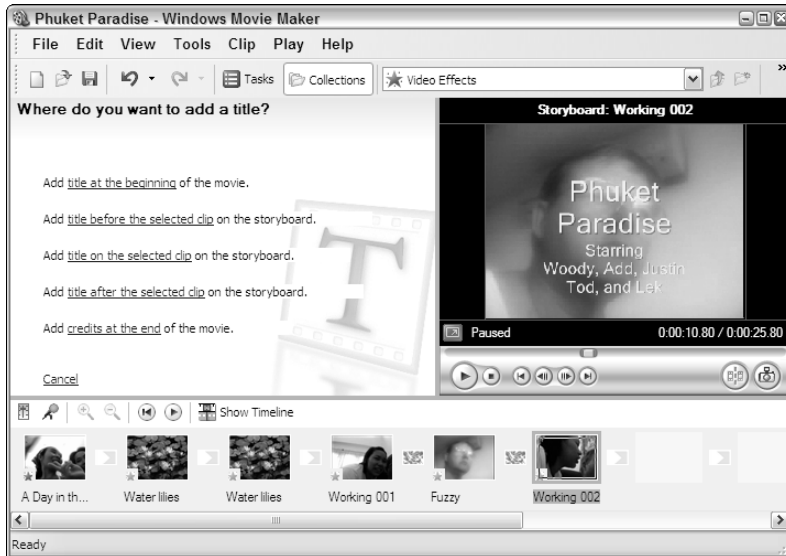 Phuket Paradise - Windows Movie Maker
File Edit View Tools Clip Play Help
Tasks Collections Video Effects
Where do you want to add a title?
Storyboard: Working 002
Add title at the beginning of the movie.
Add title before the selected clip on the storyboard.
Add title on the selected clip on the storyboard.
Add title after the selected clip on the storyboard.
Add credits at the end of the movie.
Cancel
T
Phuket
Paradise
Starring
Woody, Add, Justin
Tod, and Lek
Paused 0:00:10.80 / 0:00:25.80
Show Timeline
A Day in th... Water lilies Water lilies Working 001 Fuzzy Working 002
Ready